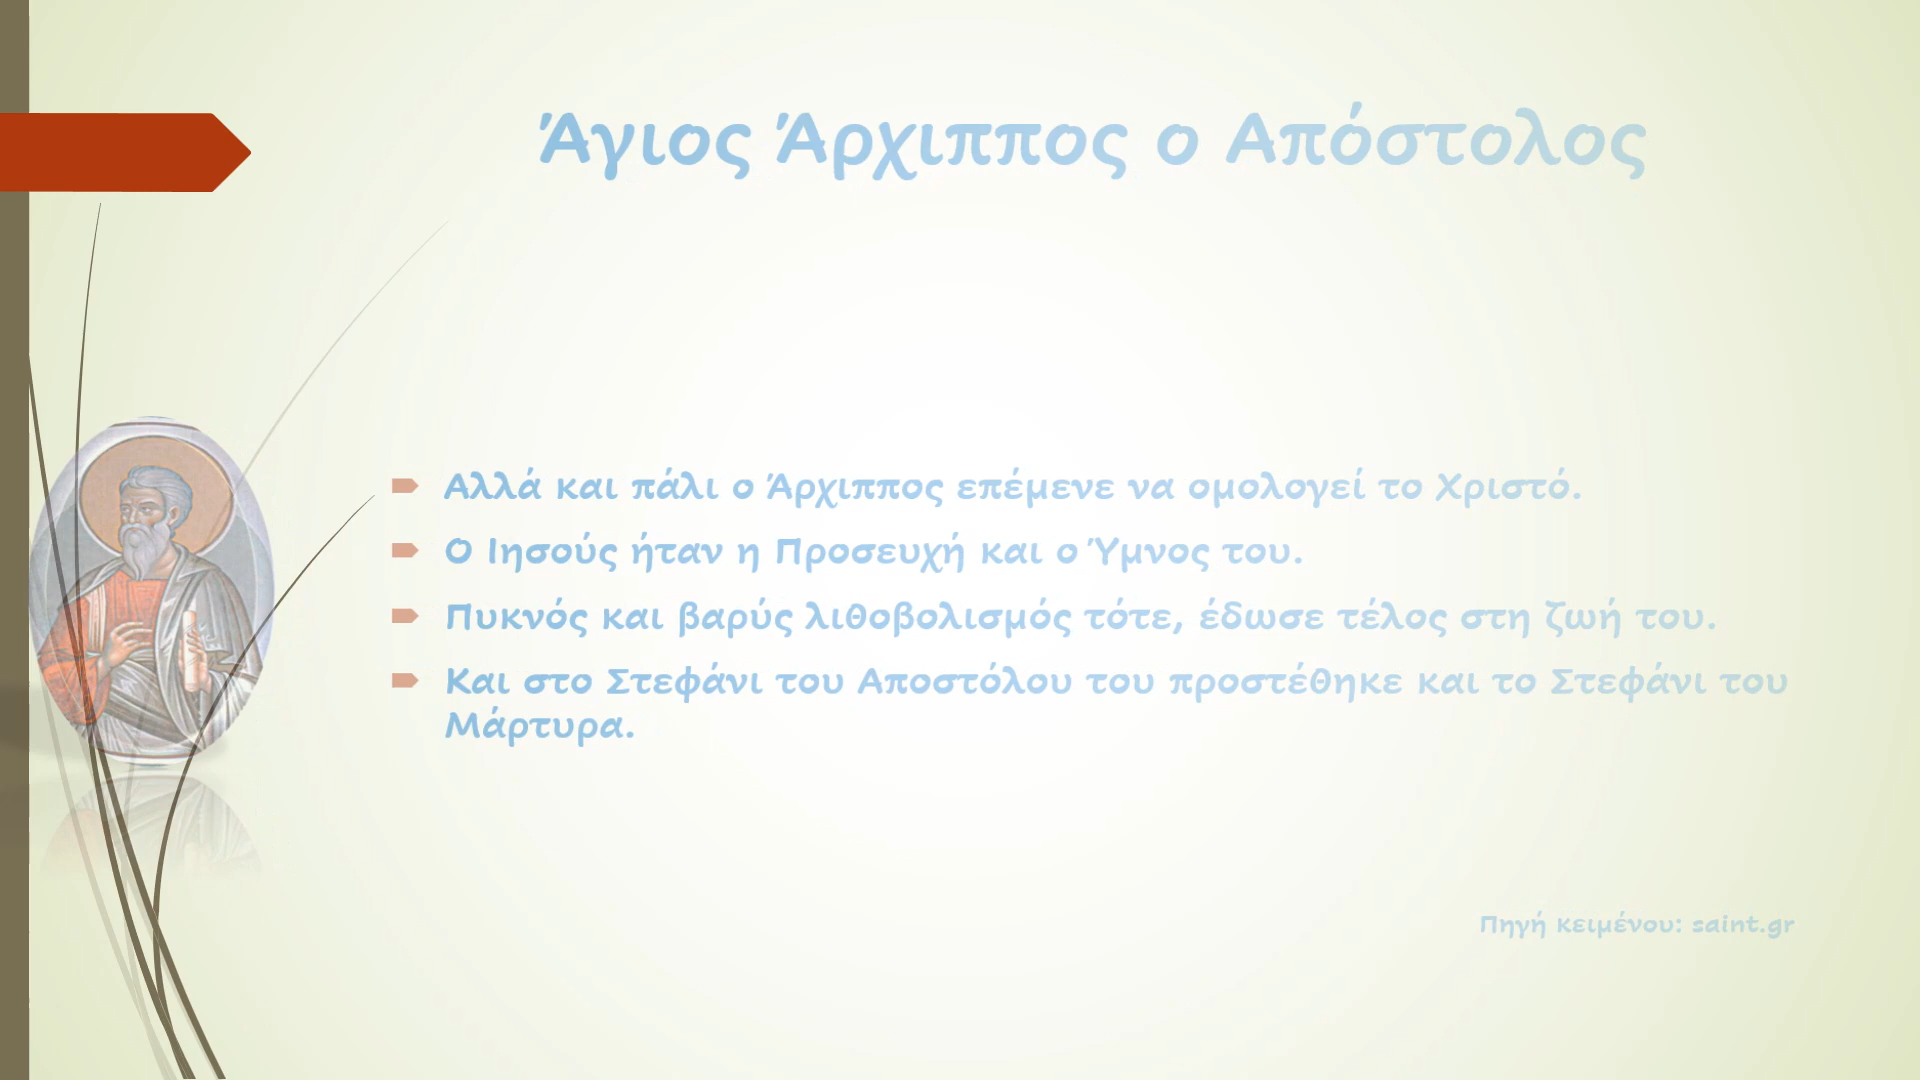 Άγιος Άρχιππος ο Απόστολος
Αλλά και πάλι ο Άρχιππος επέμενε να ομολογεί το Χριστό.
Ο Ιησούς ήταν η Προσευχή και ο Ύμνος του.
Πυκνός και βαρύς λιθοβολισμός τότε, έδωσε τέλος στη ζωή του.
Και στο Στεφάνι του Αποστόλου του προστέθηκε και το Στεφάνι του
Μάρτυρα.
Πηγή κειμένου: saint.gr